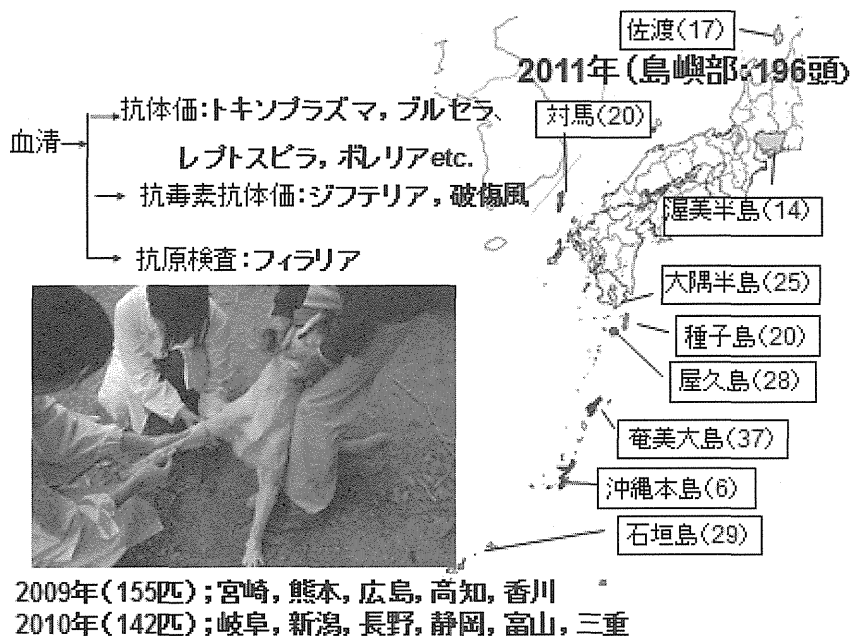 佐渡(17)
2011年(島嶼部:196頭)
抗体価:トキソプラズマ,ブルセラ、
対馬(20)
血清
レプトスピラ,ボレリアetc.
抗毒素抗体価:ジフテリア,破傷風
渥美半島(14)
抗原検査:フィラリア
大隅半島(25)
種子島(20)
屋久島(28)
奄美大島(37)
沖縄本島(6)
石垣島(29)
2009年(155匹);宮崎,熊本,広島,高知,香川
2010年(142匹);岐阜,新潟,長野,静岡,富山,三重